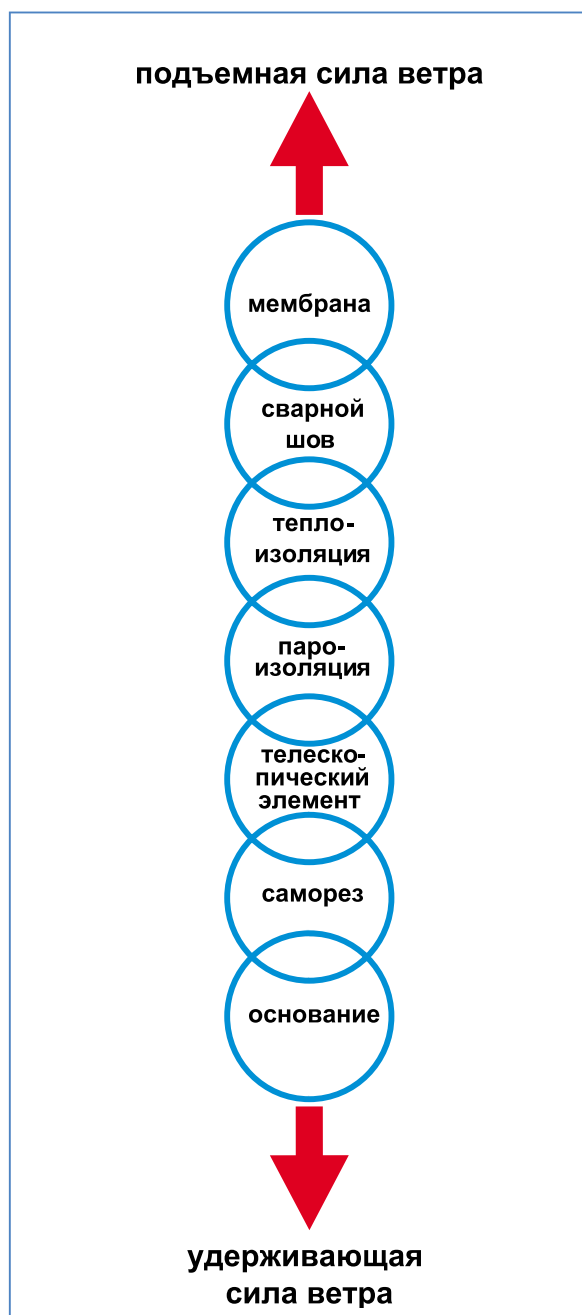 подъемная сила ветра
мембрана
сварной
шов
тепло-
изоляция
паро-
изоляция
телеско-
пический
элемент
саморез
основание
удерживающая
сила ветра